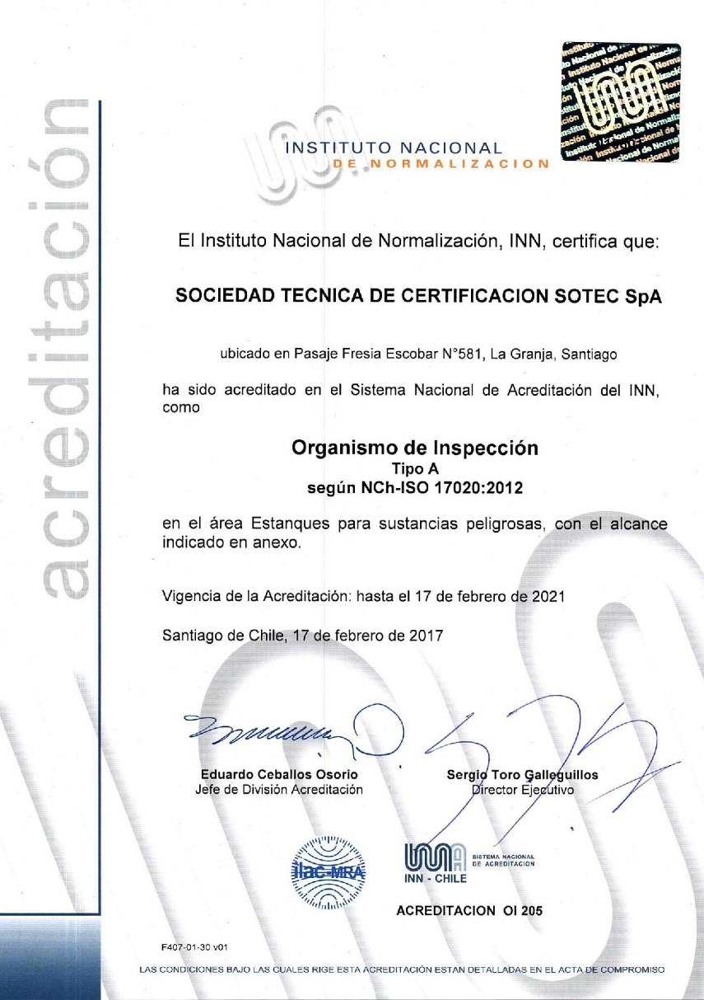 acreditación
INSTITUTO NACIONAL
DE NORMALIZACION
El Instituto Nacional de Normalización, INN, certifica que:
SOCIEDAD TECNICA DE CERTIFICACION SOTEC SpA
ubicado en Pasaje Fresia Escobar N°581, La Granja, Santiago
ha sido acreditado en el Sistema Nacional de Acreditación del INN,
como
Organismo de Inspección
Tipo A
según NCh-ISO 17020:2012
en el área Estanques para sustancias peligrosas, con el alcance
indicado en anexo.
Vigencia de la Acreditación: hasta el 17 de febrero de 2021
Santiago de Chile, 17 de febrero de 2017
Eduardo Ceballos Osorio
Jefe de División Acreditación
Sergio Toro Galleguillos
Director Ejecutivo
ilac-MRA
SISTEMA NACIONAL
DE ACREDITACION
INN - CHILE
ACREDITACION OI 205
F407-01-30 v01
LAS CONDICIONES BAJO LAS CUALES RIGE ESTA ACREDITACIÓN ESTAN DETALLADAS EN EL ACTA DE COMPROMISO